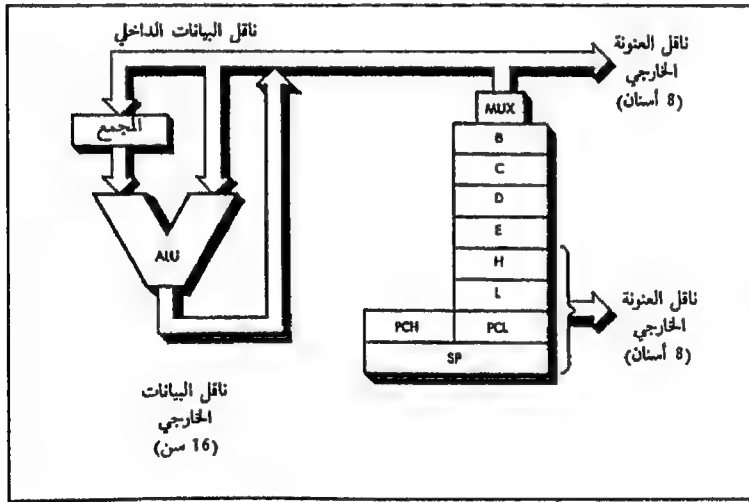 ناقل البيانات الداخلي
ناقل العنونة
الخارجي
(8 أسنان)
المجمع
MUX
B
C
D
E
H
L
ALU
PCH
PCL
SP
ناقل العنونة
الخارجي
(8 أسنان)
ناقل البيانات
الخارجي
(16 سن)